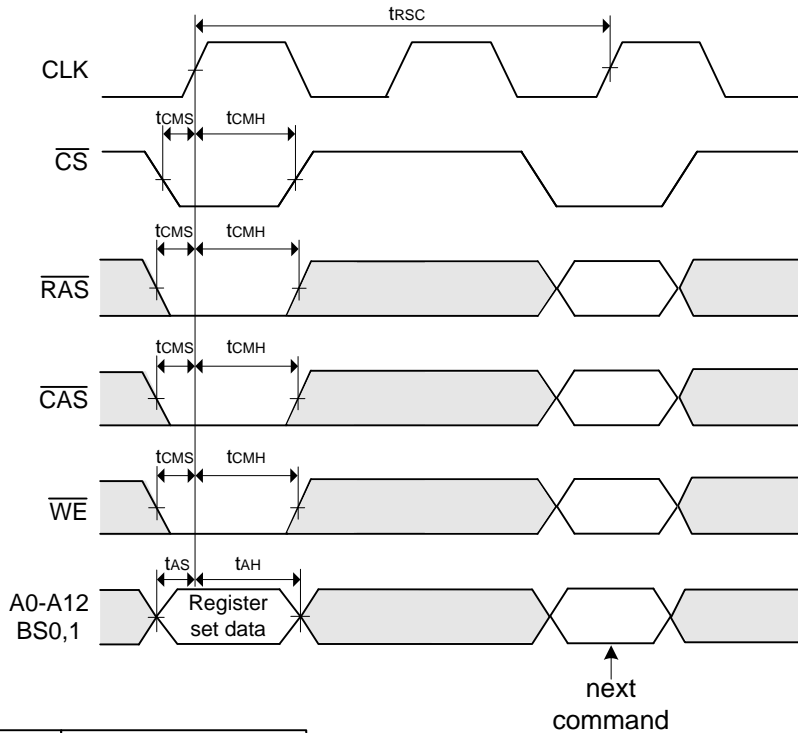 tRSC
CLK
tCMS tCMH
CS
tCMS tCMH
RAS
tCMS tCMH
CAS
tCMS tCMH
WE
tAS tAH
A0-A12
BS0,1
Register
set data
next
command